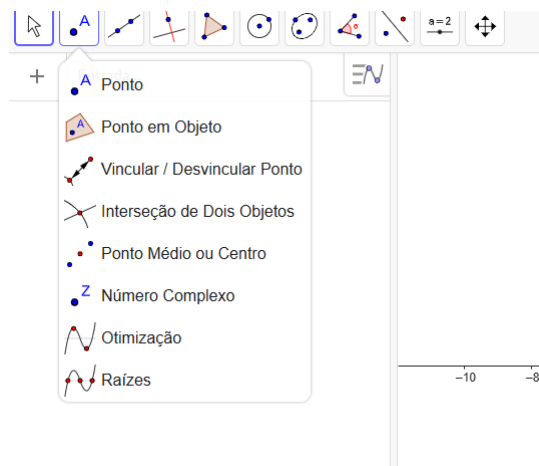 A
a=2
+
A Ponto
A Ponto em Objeto
Vincular / Desvincular Ponto
Interseção de Dois Objetos
Ponto Médio ou Centro
Z Número Complexo
Otimização
Raízes
–10
–8